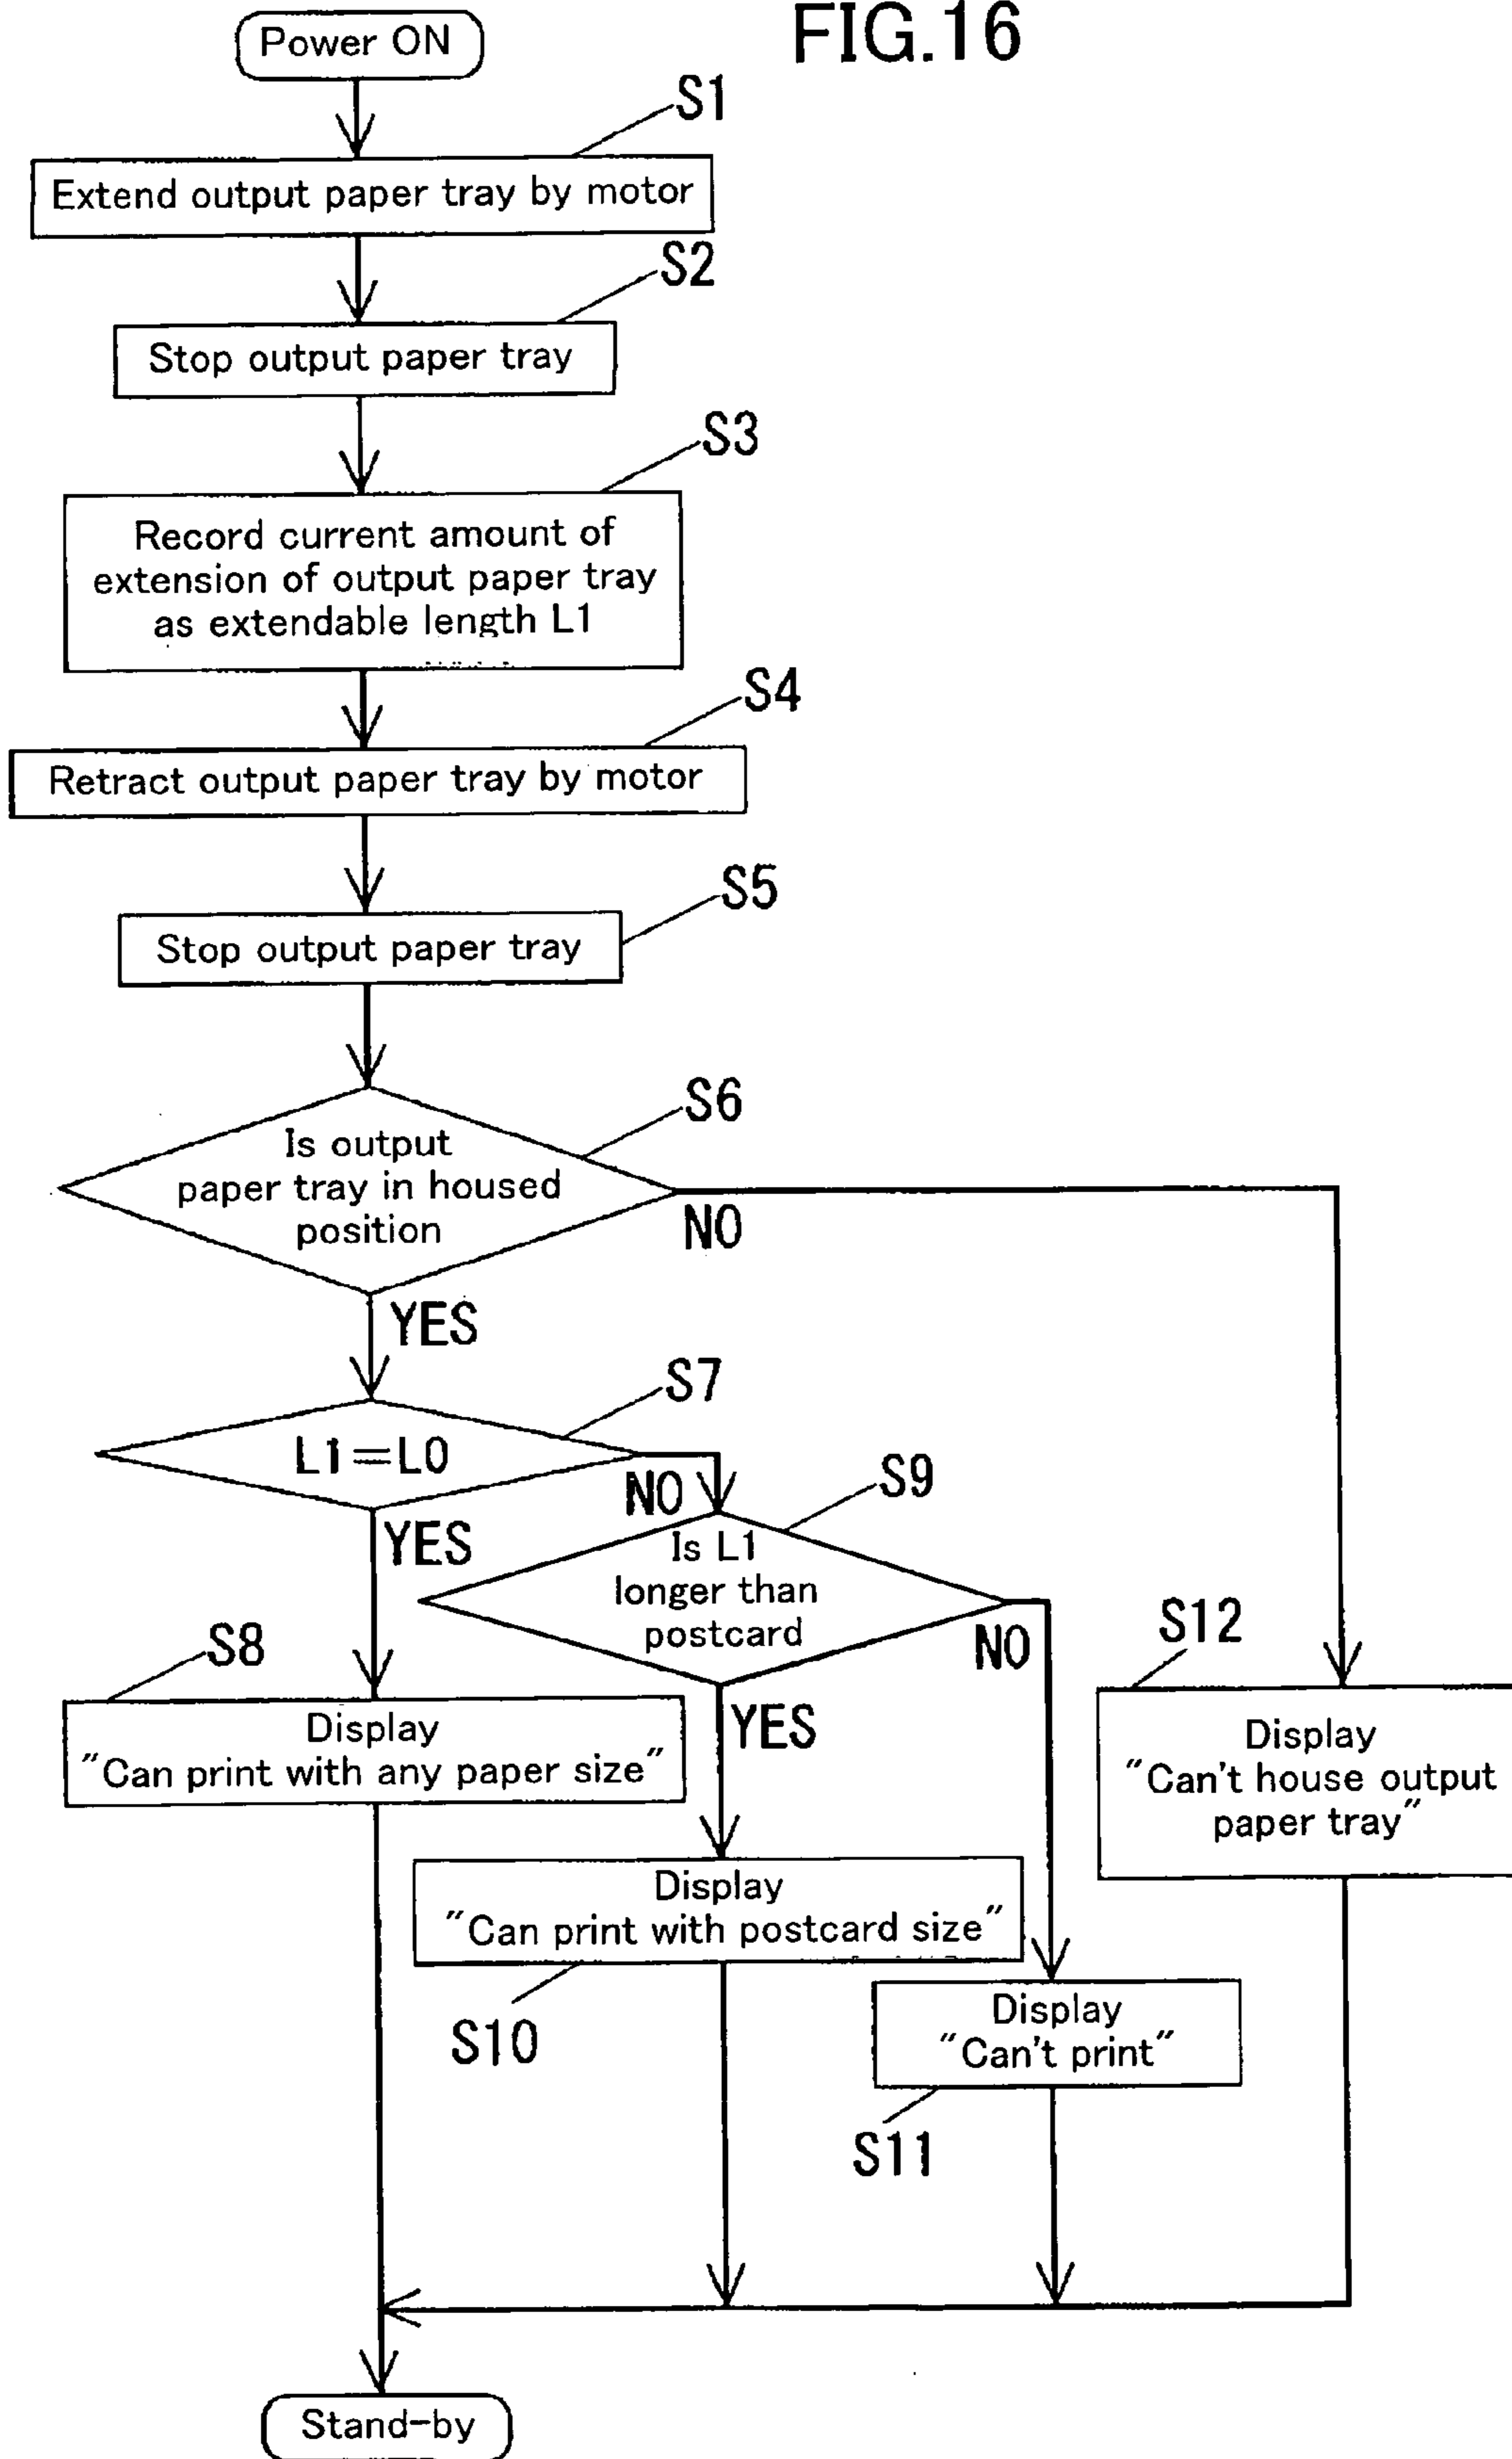 FIG.16
Power ON
S1
Extend output paper tray by motor
S2
Stop output paper tray
S3
Record current amount of
extension of output paper tray
as extendable length L1
S4
Retract output paper tray by motor
S5
Stop output paper tray
S6
Is output
paper tray in housed
position
NO
YES
S7
L1=L0
NO
YES
S9
Is L1
longer than
postcard
NO
YES
S8
Display
"Can print with any paper size"
S12
Display
"Can't house output
paper tray"
Display
"Can print with postcard size"
S10
Display
"Can't print"
S11
Stand-by